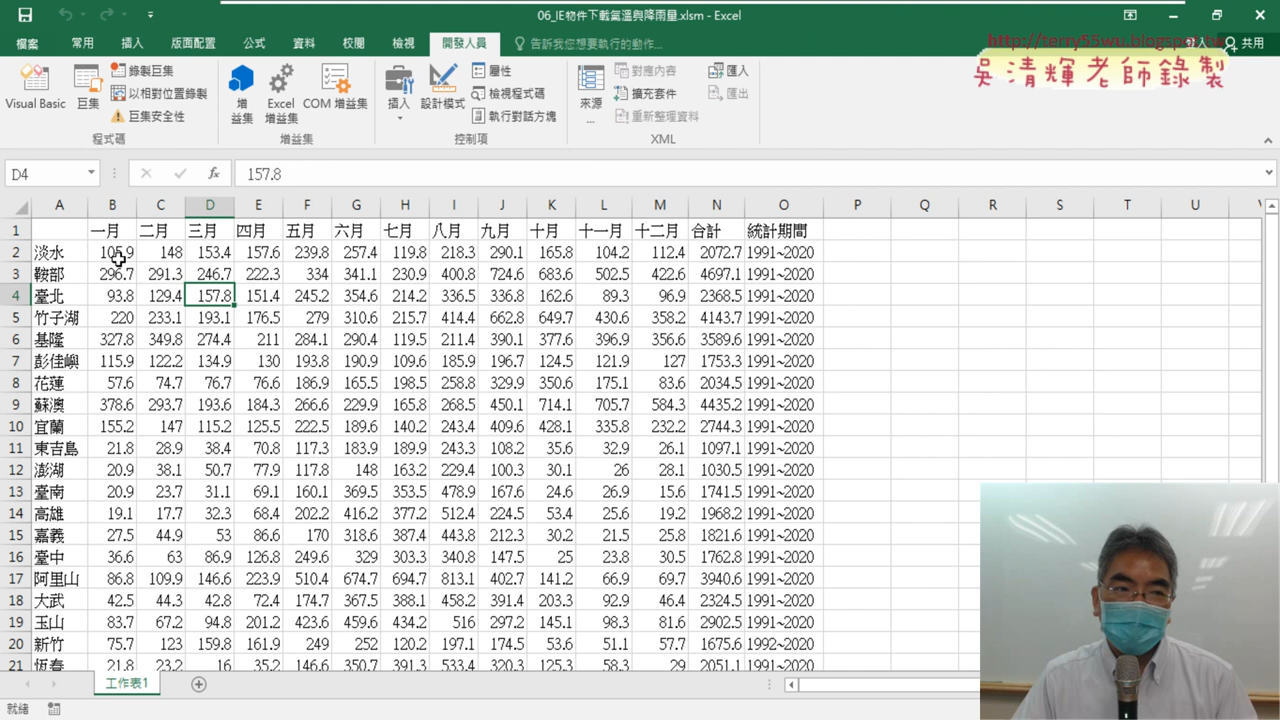 06_IE物件下載氣溫與降雨量.xlsm - Excel
檔案 常用 插入 版面配置 公式 資料 校閱 檢視 開發人員 告訴我您想要執行的動作... 登入 共用
http://terry55wu.blogspot.tw
吳清輝老師錄製
Visual Basic 巨集 錄製巨集 以相對位置錄製 巨集安全性 增益集 Excel 增益集 COM 增益集 插入 設計模式 屬性 檢視程式碼 執行對話方塊 來源... 對應內容 擴充套件 重新整理資料 匯入 匯出
程式碼 增益集 控制項 XML
D4 fx 157.8
A B C D E F G H I J K L M N O P Q R S T U V
1 一月 二月 三月 四月 五月 六月 七月 八月 九月 十月 十一月 十二月 合計 統計期間
2 淡水 105.9 148 153.4 157.6 239.8 257.4 119.8 218.3 290.1 165.8 104.2 112.4 2072.7 1991~2020
3 鞍部 296.7 291.3 246.7 222.3 334 341.1 230.9 400.8 724.6 683.6 502.5 422.6 4697.1 1991~2020
4 臺北 93.8 129.4 157.8 151.4 245.2 354.6 214.2 336.5 336.8 162.6 89.3 96.9 2368.5 1991~2020
5 竹子湖 220 233.1 193.1 176.5 279 310.6 215.7 414.4 662.8 649.7 430.6 358.2 4143.7 1991~2020
6 基隆 327.8 349.8 274.4 211 284.1 290.4 119.5 211.4 390.1 377.6 396.9 356.6 3589.6 1991~2020
7 彭佳嶼 115.9 122.2 134.9 130 193.8 190.9 109.6 185.9 196.7 124.5 121.9 127 1753.3 1991~2020
8 花蓮 57.6 74.7 76.7 76.6 186.9 165.5 198.5 258.8 329.9 350.6 175.1 83.6 2034.5 1991~2020
9 蘇澳 378.6 293.7 193.6 184.3 266.6 229.9 165.8 268.5 450.1 714.1 705.7 584.3 4435.2 1991~2020
10 宜蘭 155.2 147 115.2 125.5 222.5 189.6 140.2 243.4 409.6 428.1 335.8 232.2 2744.3 1991~2020
11 東吉島 21.8 28.9 38.4 70.8 117.3 183.9 189.9 243.3 108.2 35.6 32.9 26.1 1097.1 1991~2020
12 澎湖 20.9 38.1 50.7 77.9 117.8 148 163.2 229.4 100.3 30.1 26 28.1 1030.5 1991~2020
13 臺南 20.9 23.7 31.1 69.1 160.1 369.5 353.5 478.9 167.6 24.6 26.9 15.6 1741.5 1991~2020
14 高雄 19.1 17.7 32.3 68.4 202.2 416.2 377.2 512.4 224.5 53.4 25.6 19.2 1968.2 1991~2020
15 嘉義 27.5 44.9 53 86.6 170 318.6 387.4 443.8 212.3 30.2 21.5 25.8 1821.6 1991~2020
16 臺中 36.6 63 86.9 126.8 249.6 329 303.3 340.8 147.5 25 23.8 30.5 1762.8 1991~2020
17 阿里山 86.8 109.9 146.6 223.9 510.4 674.7 694.7 813.1 402.7 141.2 66.9 69.7 3940.6 1991~2020
18 大武 42.5 44.3 42.8 72.4 174.7 367.5 388.1 458.2 391.4 203.3 92.9 46.4 2324.5 1991~2020
19 玉山 83.7 67.2 94.8 201.2 423.6 459.6 434.2 516 297.2 145.1 98.3 81.6 2902.5 1991~2020
20 新竹 75.7 123 159.8 161.9 249 252 120.2 197.1 174.5 53.6 51.1 57.7 1675.6 1992~2020
21 恆春 21.8 23.2 16 35.2 146.6 350.7 391.3 533.4 320.3 125.3 58.3 29 2051.1 1991~2020
工作表1
就緒